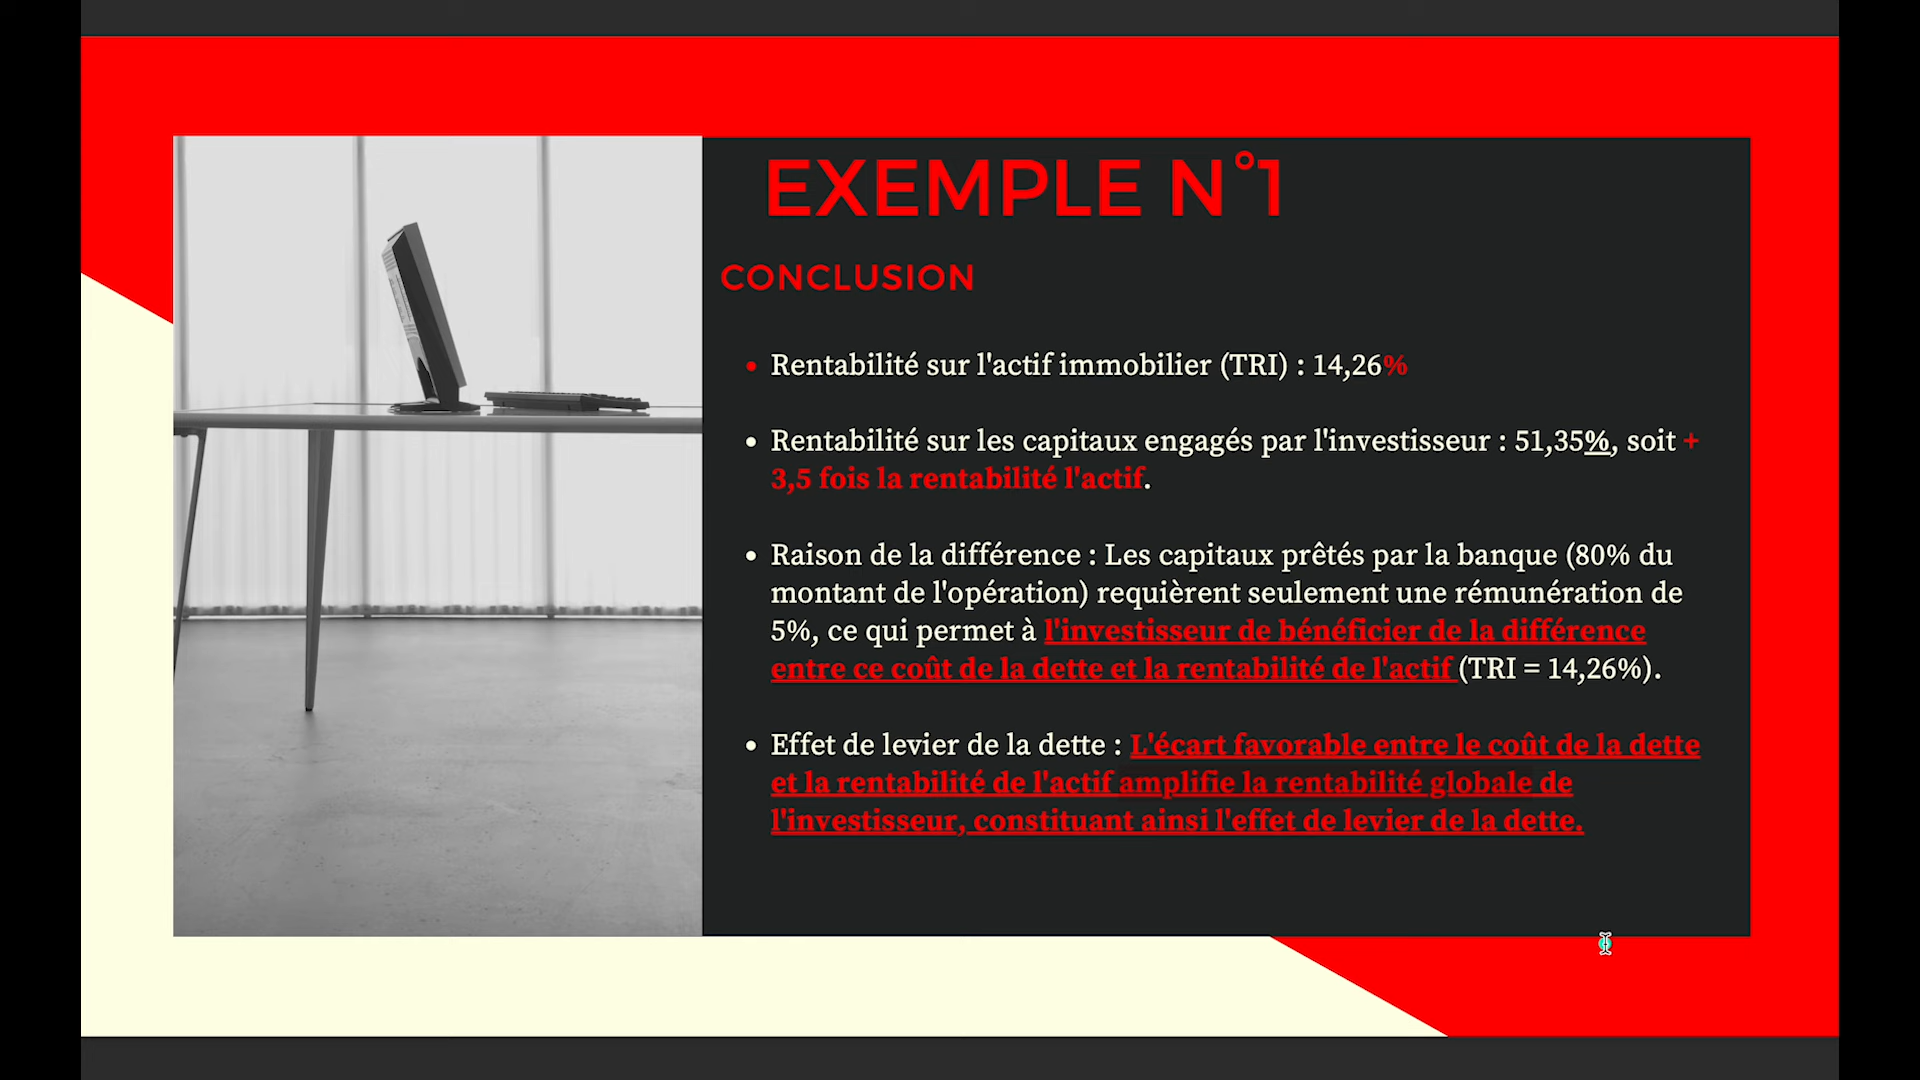 EXEMPLE N°1
CONCLUSION
• Rentabilité sur l'actif immobilier (TRI) : 14,26%
• Rentabilité sur les capitaux engagés par l'investisseur : 51,35%, soit +
3,5 fois la rentabilité l'actif.
• Raison de la différence : Les capitaux prêtés par la banque (80% du
montant de l'opération) requièrent seulement une rémunération de
5%, ce qui permet à l'investisseur de bénéficier de la différence
entre ce coût de la dette et la rentabilité de l'actif (TRI = 14,26%).
• Effet de levier de la dette : L'écart favorable entre le coût de la dette
et la rentabilité de l'actif amplifie la rentabilité globale de
l'investisseur, constituant ainsi l'effet de levier de la dette.